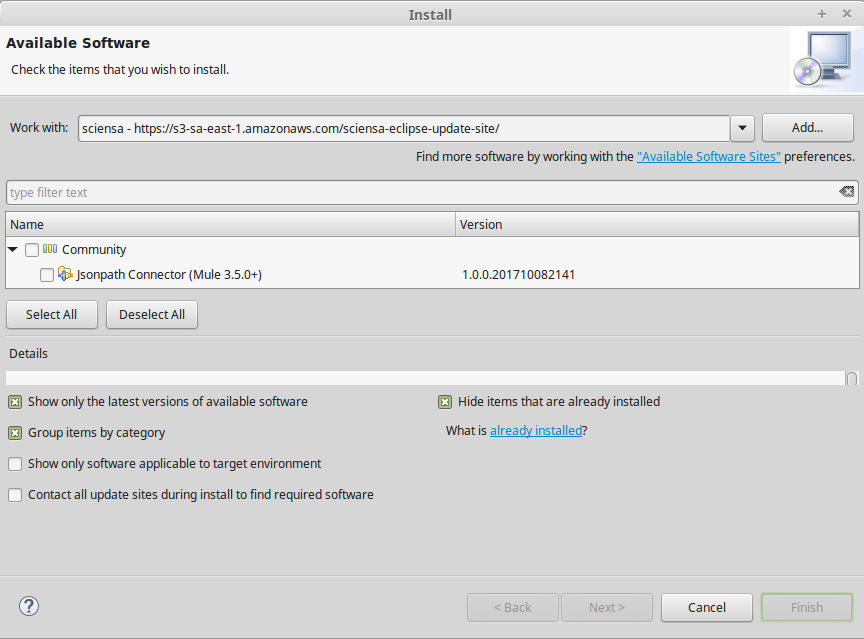 Install
Available Software
Check the items that you wish to install.
Work with: sciensa - https://s3-sa-east-1.amazonaws.com/sciensa-eclipse-update-site/ Add...
Find more software by working with the "Available Software Sites" preferences.
type filter text
Name Version
Community
Jsonpath Connector (Mule 3.5.0+) 1.0.0.201710082141
Select All Deselect All
Details
Show only the latest versions of available software Hide items that are already installed
Group items by category What is already installed?
Show only software applicable to target environment
Contact all update sites during install to find required software
? < Back Next > Cancel Finish